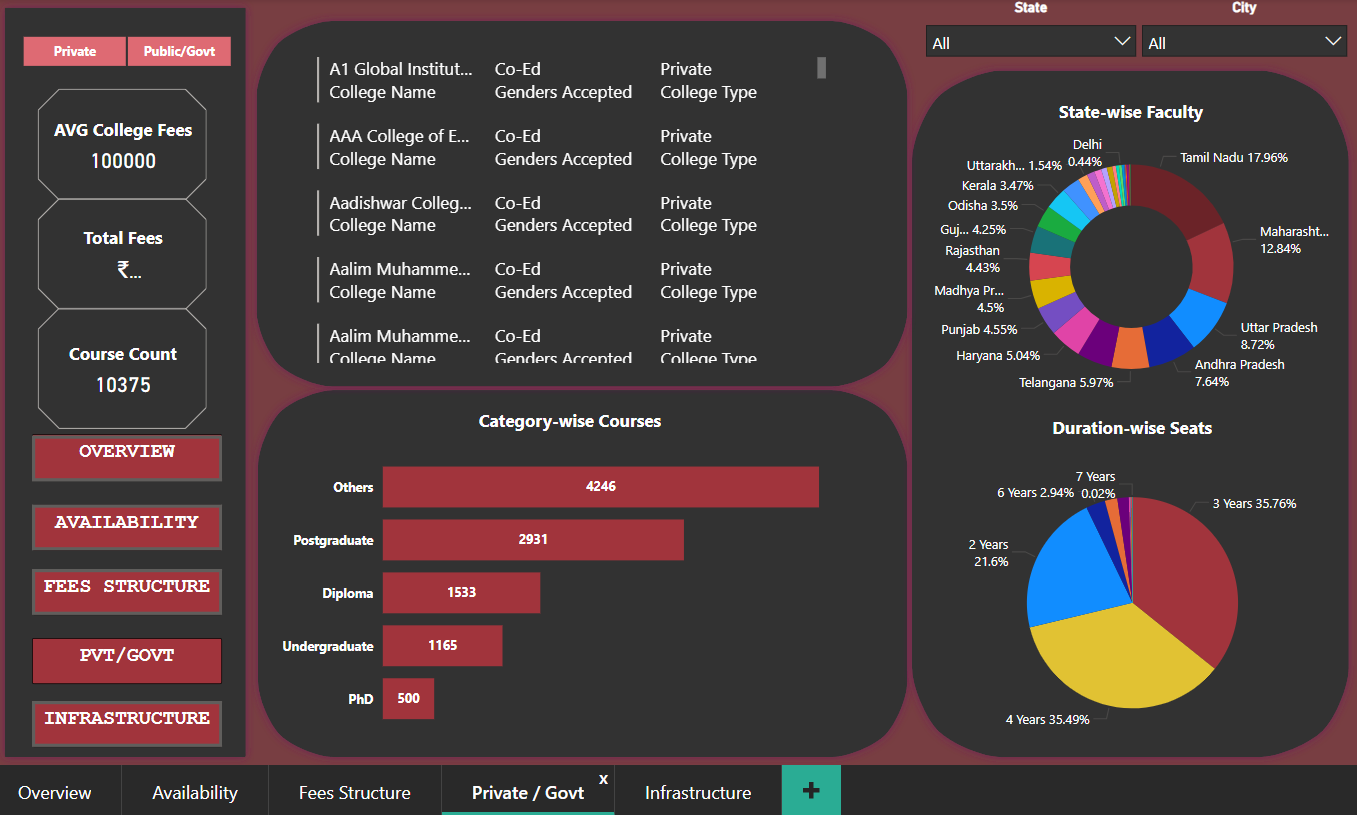 Private
Public/Govt
AVG College Fees
100000
Total Fees
₹...
Course Count
10375
OVERVIEW
AVAILABILITY
FEES STRUCTURE
PVT/GOVT
INFRASTRUCTURE
A1 Global Institut... Co-Ed Private
College Name Genders Accepted College Type
AAA College of E... Co-Ed Private
College Name Genders Accepted College Type
Aadishwar Colleg... Co-Ed Private
College Name Genders Accepted College Type
Aalim Muhamme... Co-Ed Private
College Name Genders Accepted College Type
Aalim Muhamme... Co-Ed Private
College Name Genders Accepted College Type
Category-wise Courses
Others 4246
Postgraduate 2931
Diploma 1533
Undergraduate 1165
PhD 500
State City
All All
State-wise Faculty
Delhi
0.44%
Tamil Nadu 17.96%
Uttarakh... 1.54%
Kerala 3.47%
Odisha 3.5%
Guj... 4.25%
Maharasht...
12.84%
Rajasthan
4.43%
Madhya Pr...
4.5%
Punjab 4.55%
Uttar Pradesh
8.72%
Haryana 5.04%
Andhra Pradesh
7.64%
Telangana 5.97%
Duration-wise Seats
7 Years
0.02%
6 Years 2.94%
3 Years 35.76%
2 Years
21.6%
4 Years 35.49%
Overview
Availability
Fees Structure
Private / Govt
x
Infrastructure
+